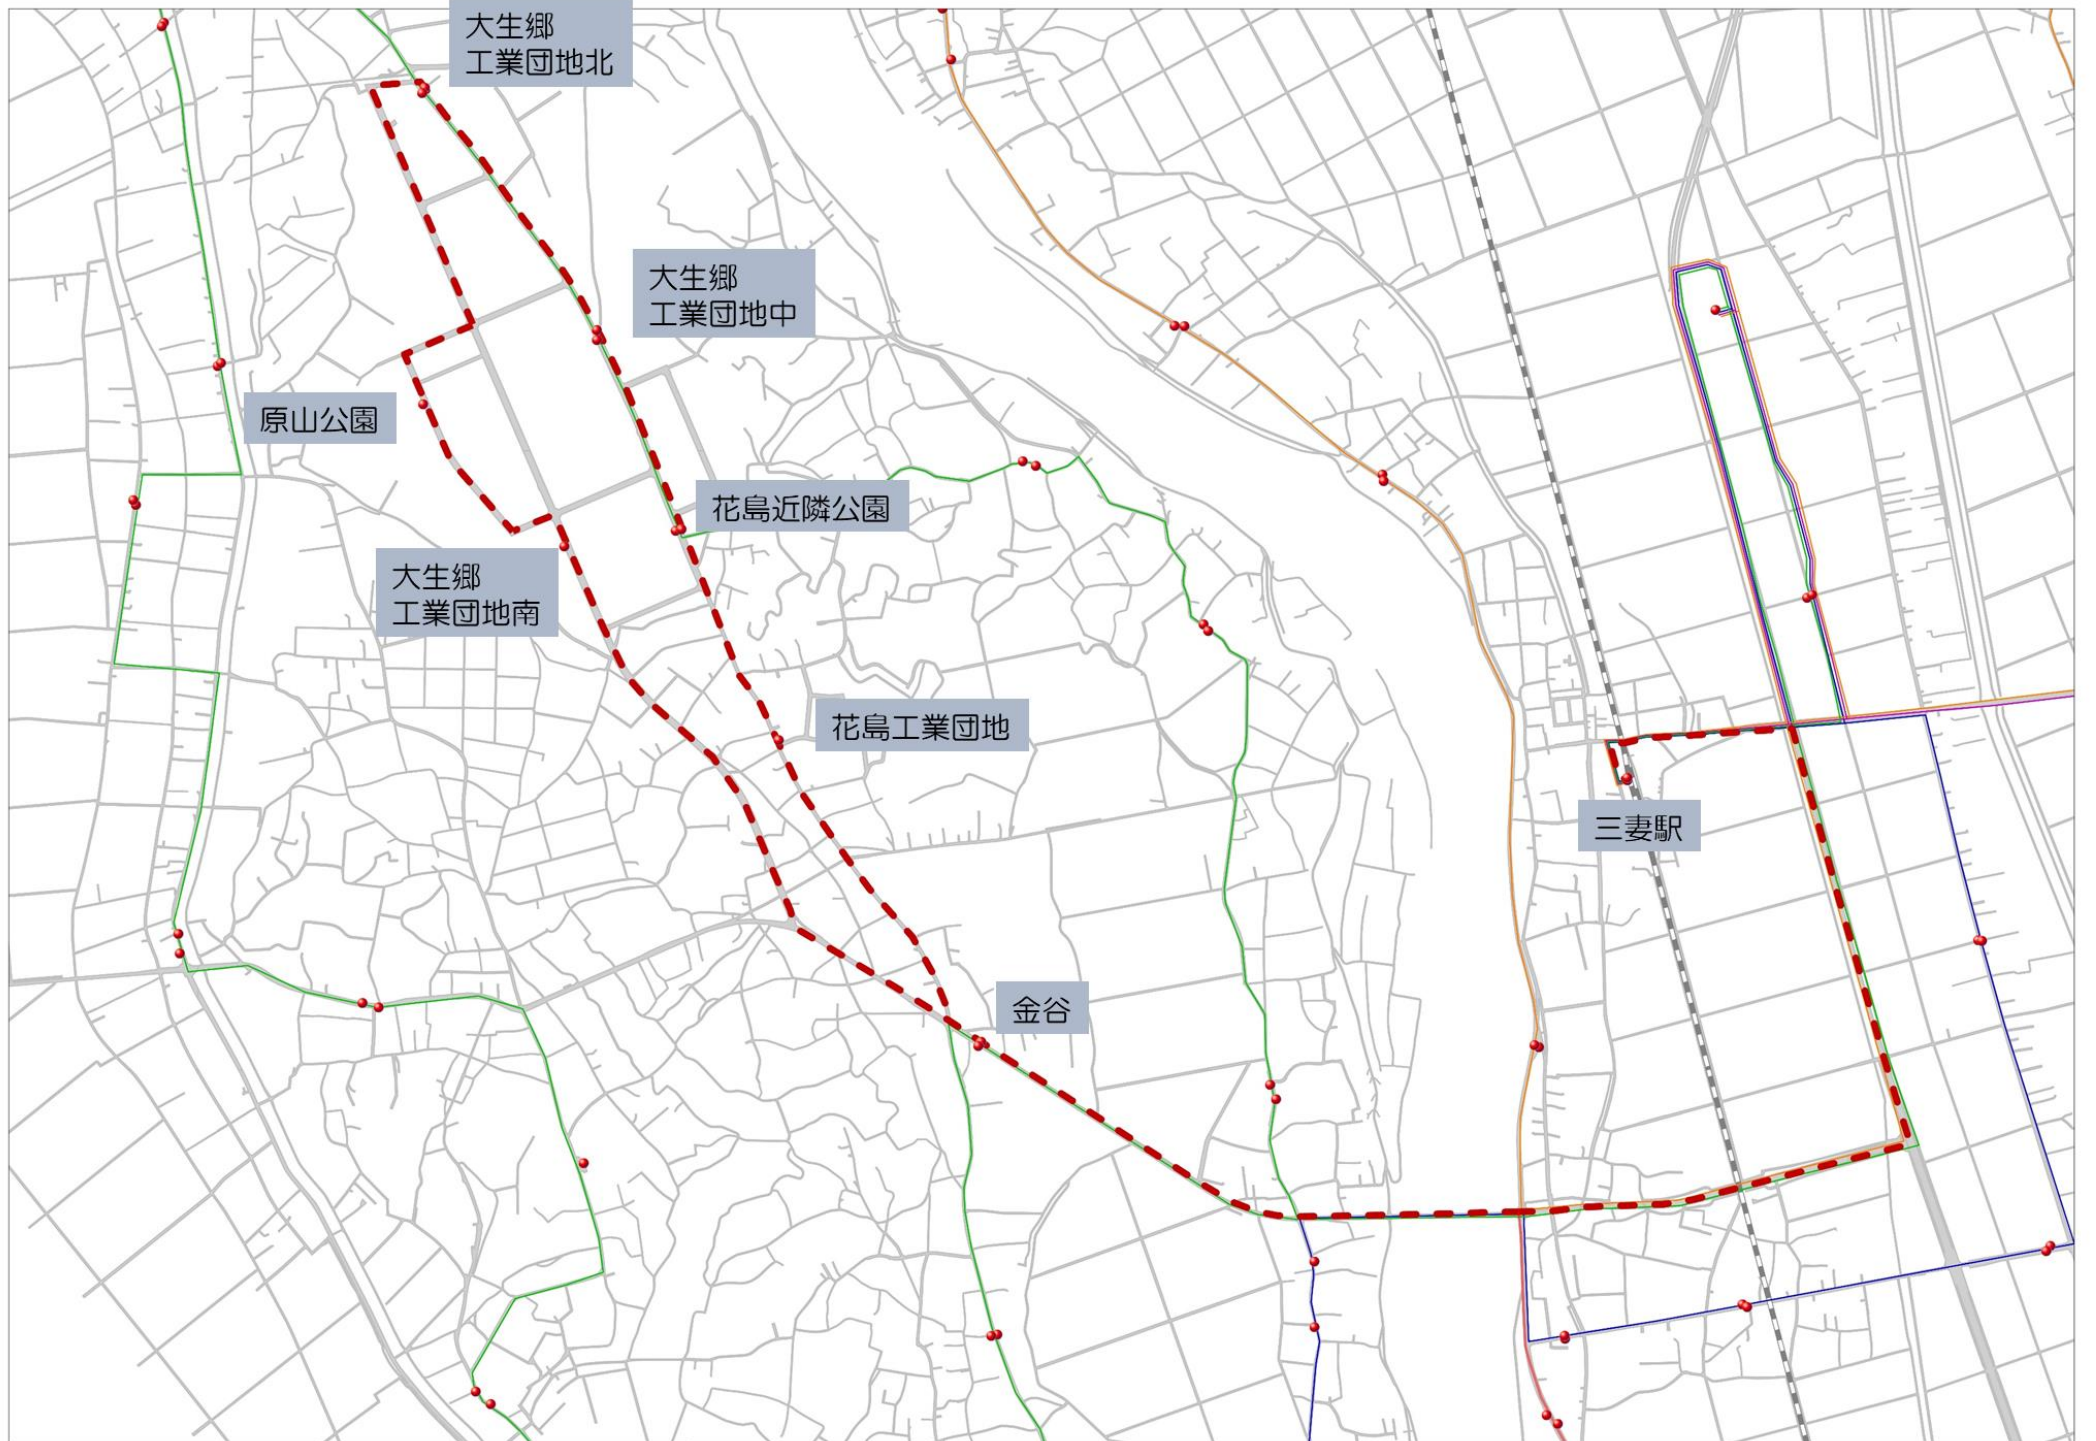 大生郷
工業団地北
大生郷
工業団地中
原山公園
花島近隣公園
大生郷
工業団地南
花島工業団地
三妻駅
金谷